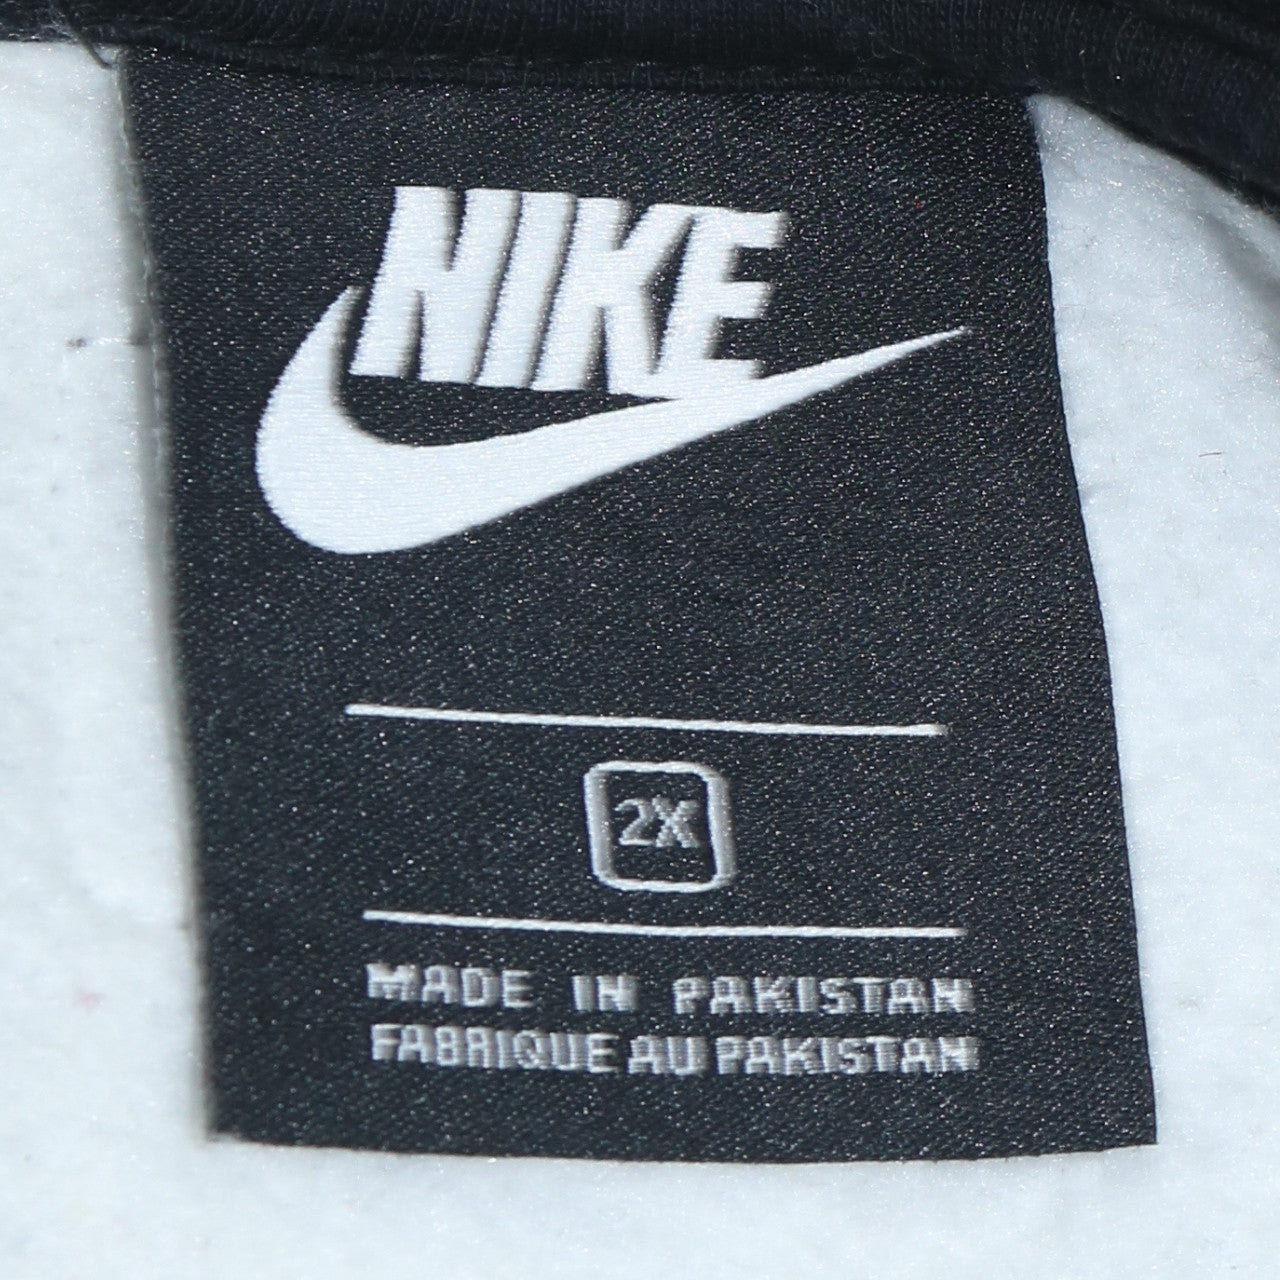 NIKE
2X
MADE IN PAKISTAN
FABRIQUE AU PAKISTAN